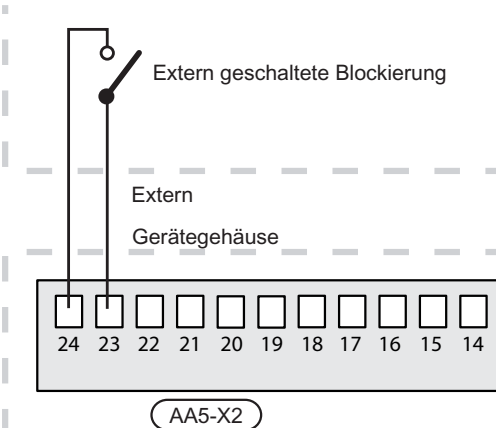 Extern geschaltete Blockierung
Extern
Gerätegehäuse
24 23 22 21 20 19 18 17 16 15 14
AA5-X2